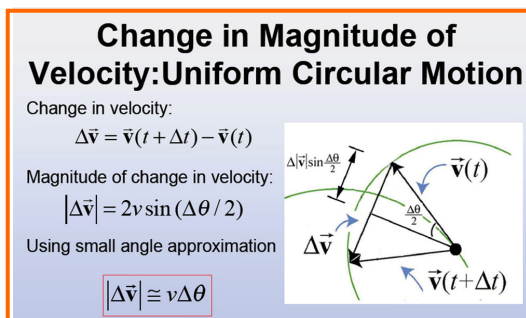 Change in Magnitude of
Velocity:Uniform Circular Motion
Change in velocity:
Δv⃗ = v⃗(t + Δt) − v⃗(t)
Magnitude of change in velocity:
|Δv⃗| = 2v sin (Δθ / 2)
Using small angle approximation
|Δv⃗| ≅ vΔθ
Δ|v⃗|sin Δθ/2
v⃗(t)
Δθ/2
Δv⃗
v⃗(t+Δt)